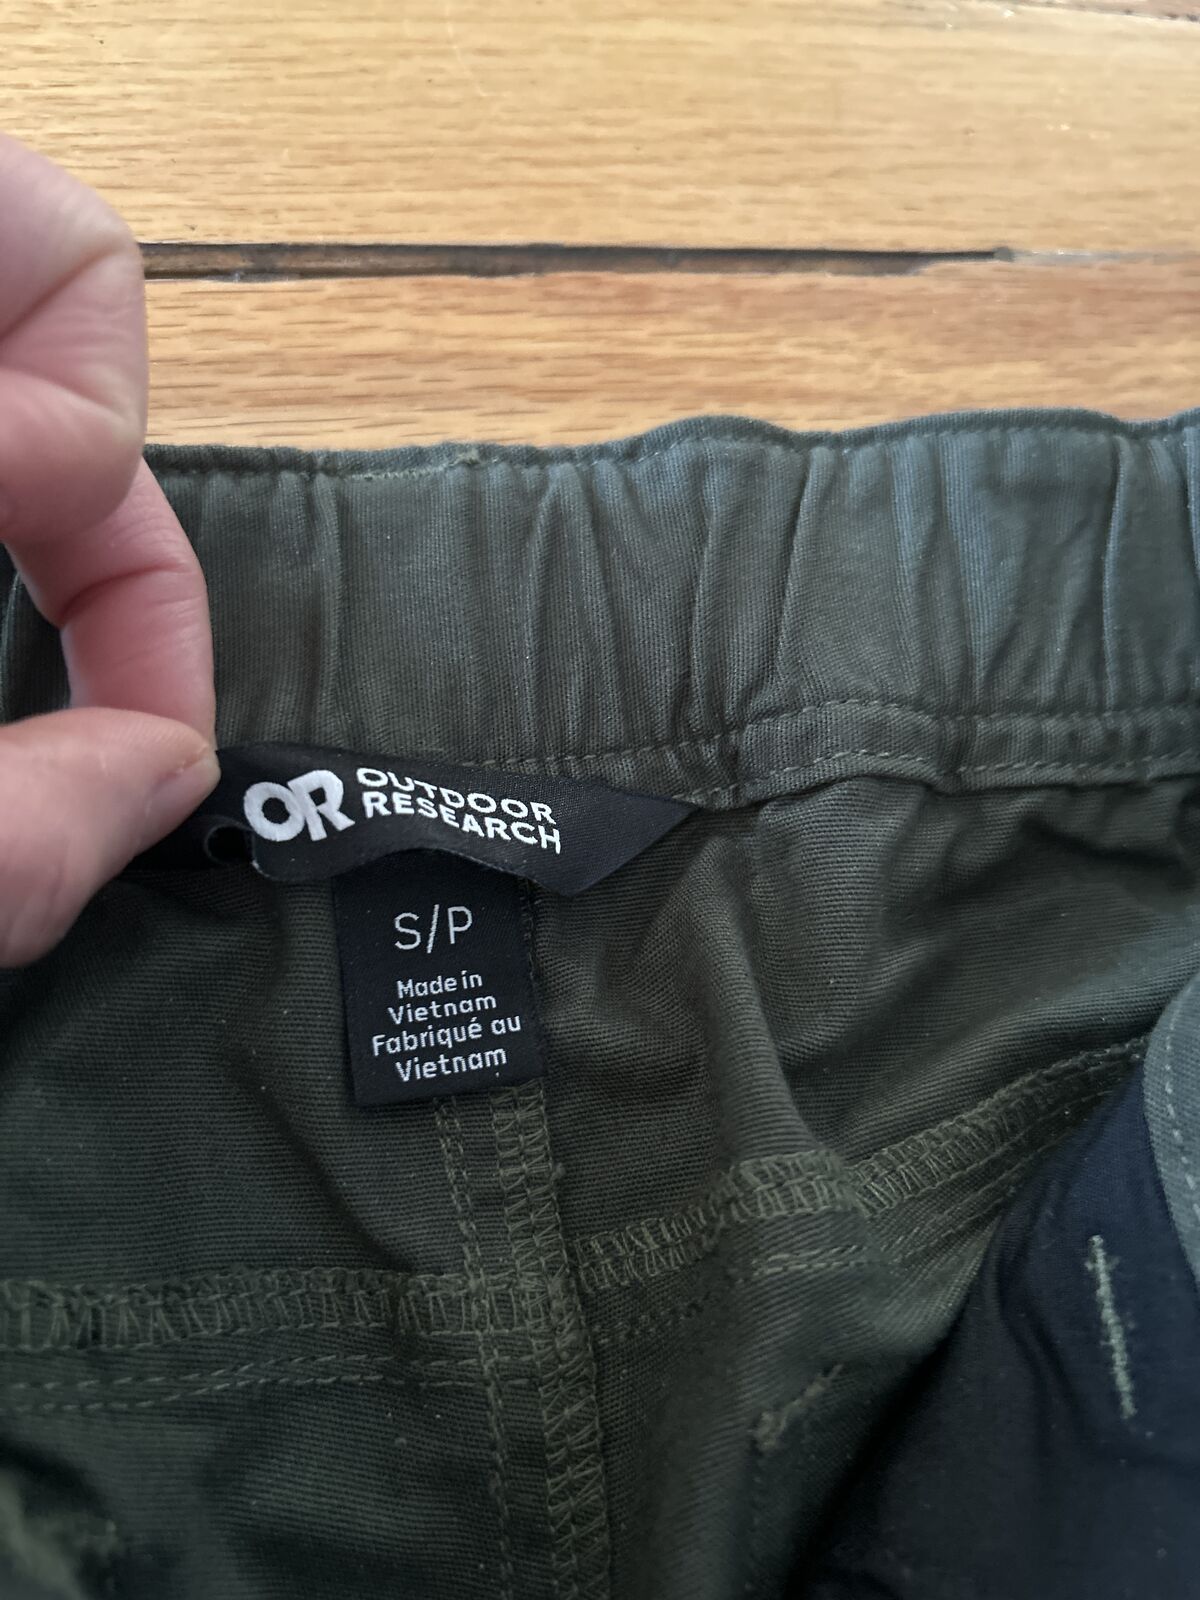 OR OUTDOOR
RESEARCH
S/P
Made in
Vietnam
Fabriqué au
Vietnam